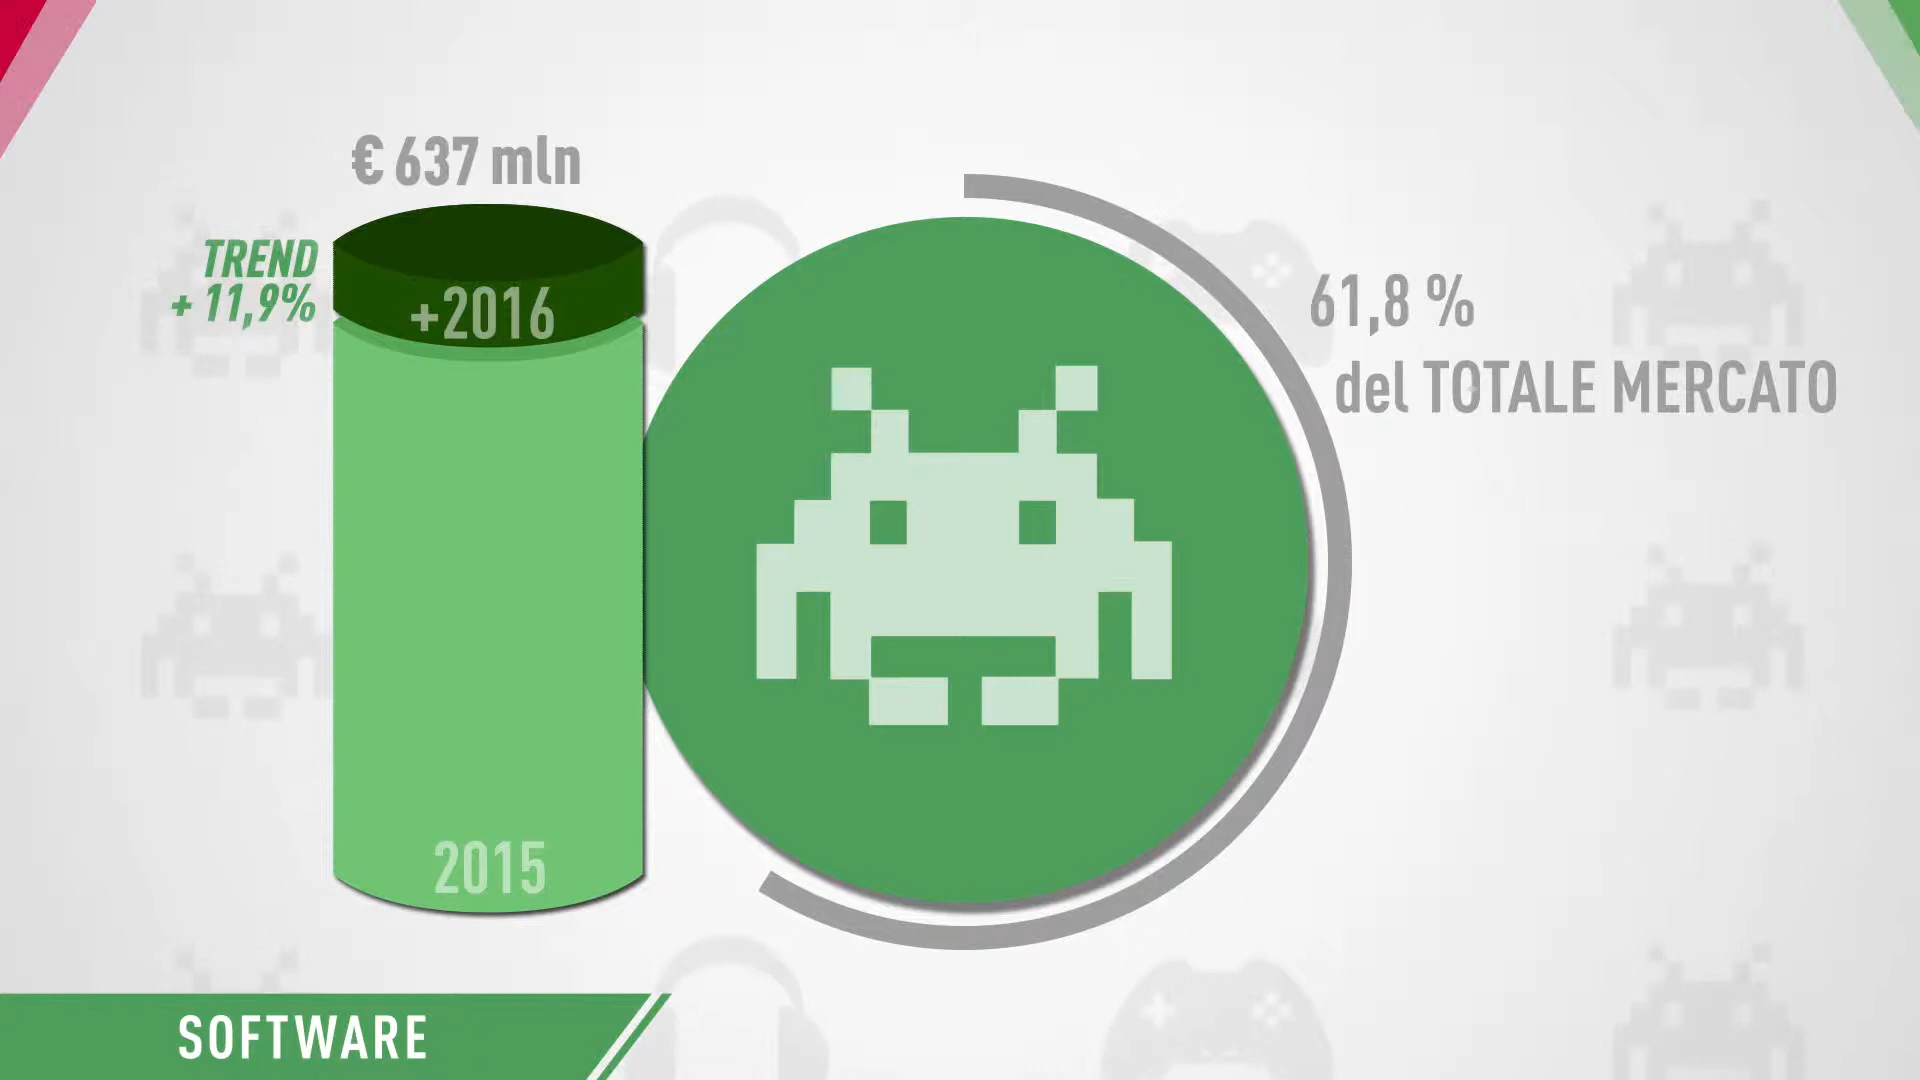 € 637 mln
TREND
+ 11,9%
+2016
2015
61,8 %
del TOTALE MERCATO
SOFTWARE